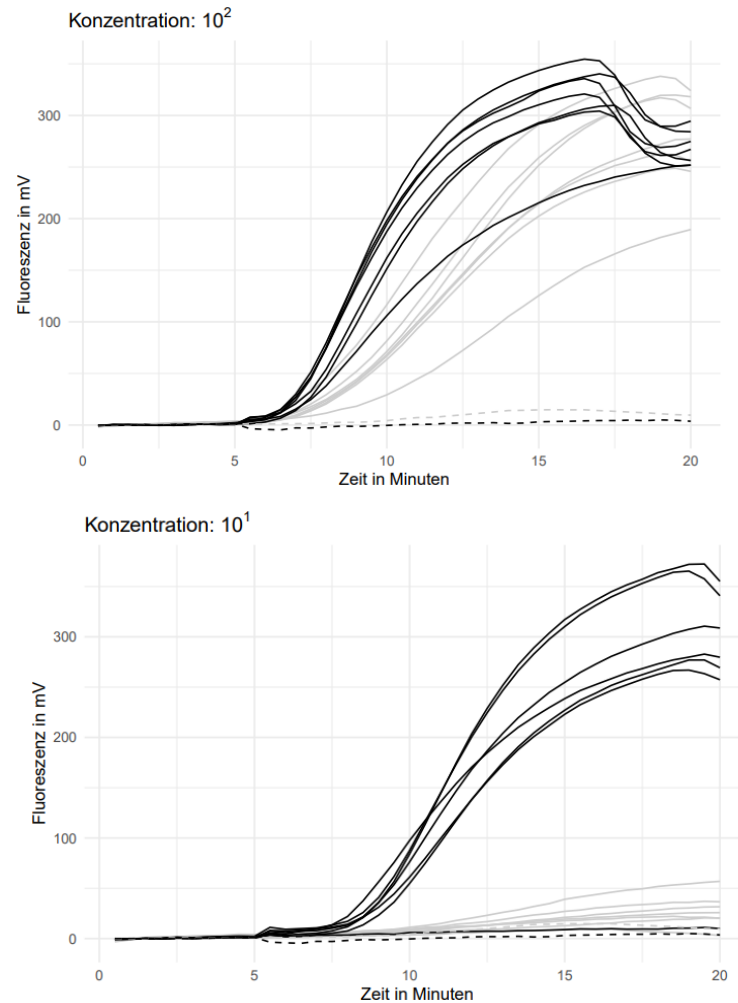 Konzentration: 10²
Fluoreszenz in mV
300
200
100
0
0 5 10 15 20
Zeit in Minuten
Konzentration: 10¹
Fluoreszenz in mV
300
200
100
0
0 5 10 15 20
Zeit in Minuten